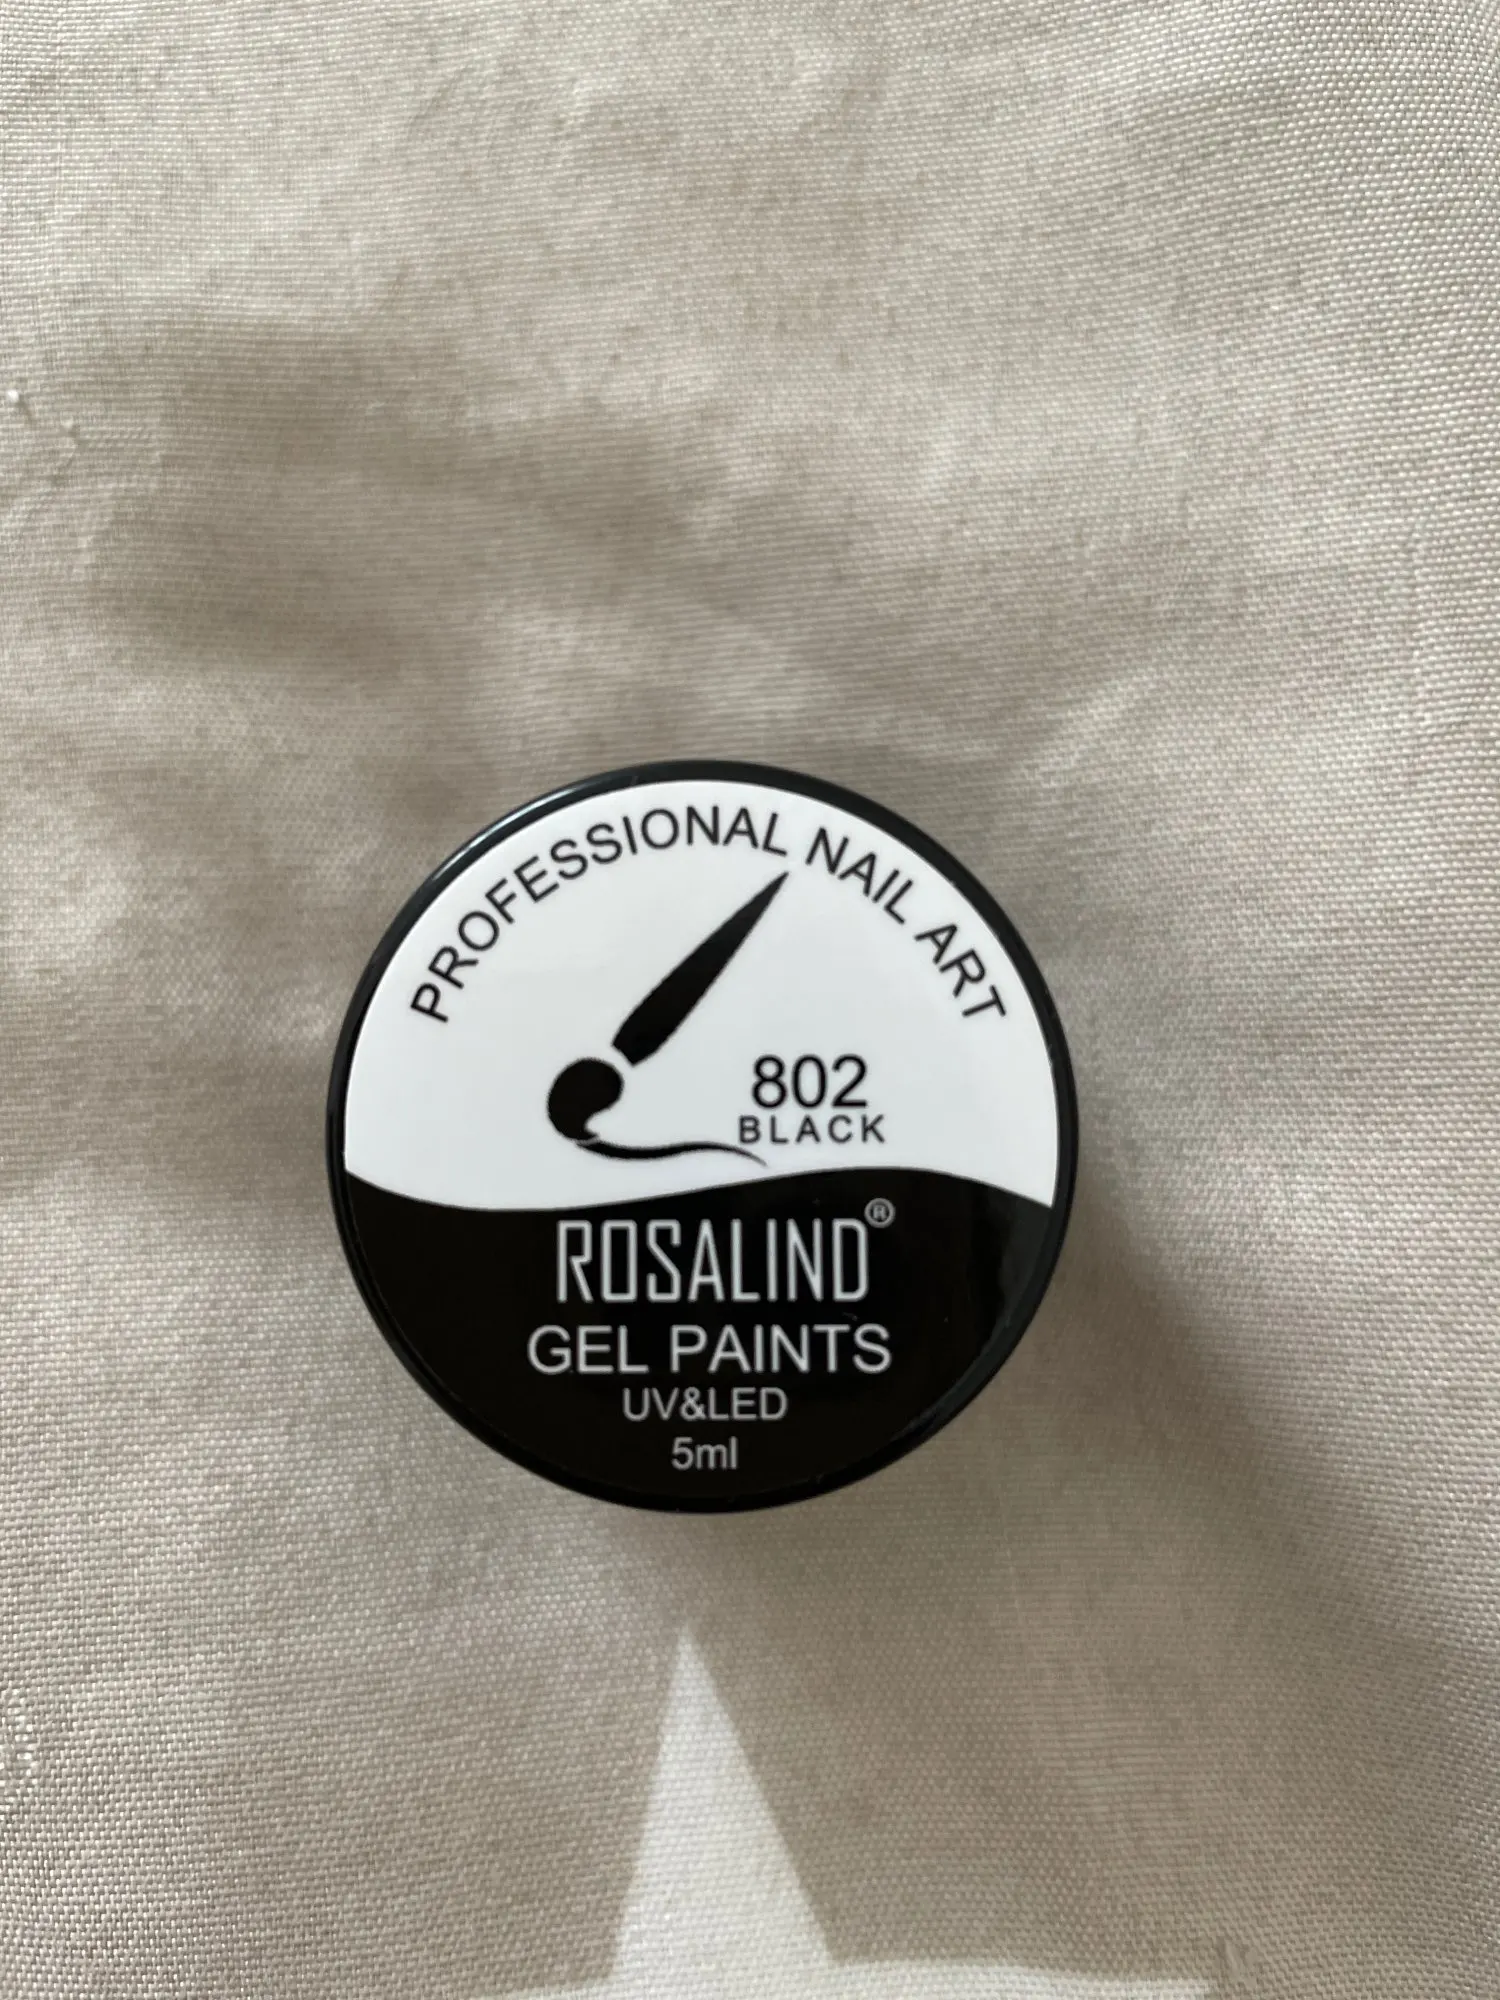 PROFESSIONAL NAIL ART
802
BLACK
ROSALIND®
GEL PAINTS
UV&LED
5ml